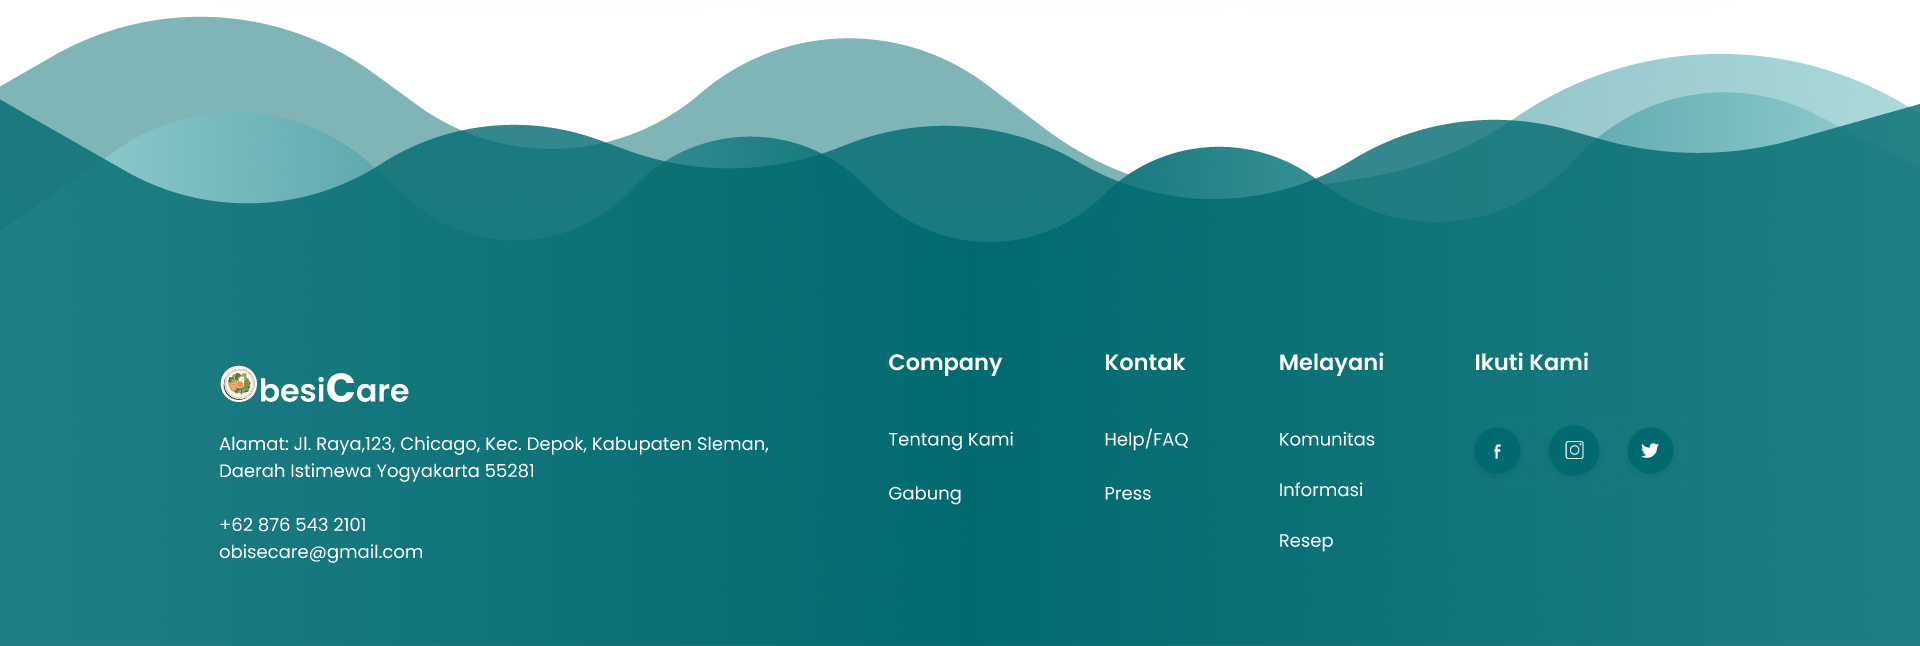 ObesiCare
Alamat: Jl. Raya,123, Chicago, Kec. Depok, Kabupaten Sleman,
Daerah Istimewa Yogyakarta 55281
+62 876 543 2101
obisecare@gmail.com
Company
Tentang Kami
Gabung
Kontak
Help/FAQ
Press
Melayani
Komunitas
Informasi
Resep
Ikuti Kami